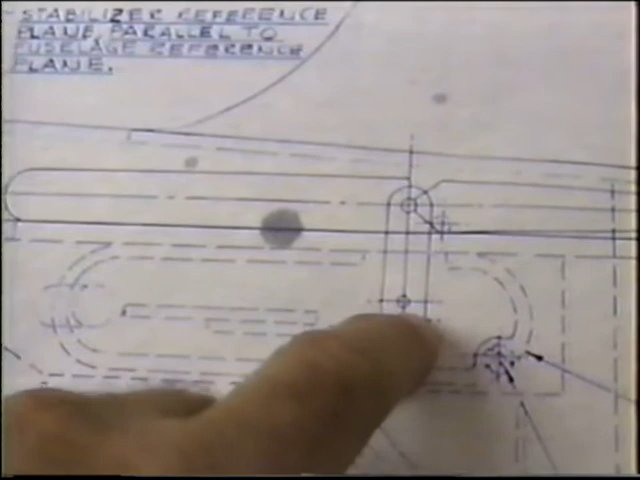 STABILIZER REFERENCE
PLANE, PARALLEL TO
FUSELAGE REFERENCE
PLANE.